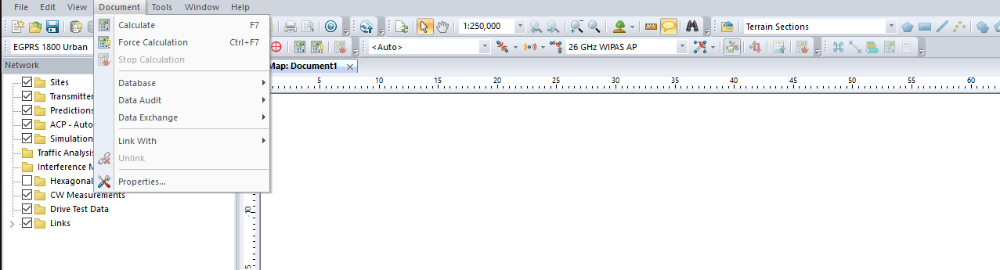 File Edit View Document Tools Window Help
1:250,000 Terrain Sections
EGPRS 1800 Urban <Auto> 26 GHz WIPAS AP
Network
Map: Document1
Calculate F7
Force Calculation Ctrl+F7
Stop Calculation
Database
Data Audit
Data Exchange
Link With
Unlink
Properties...
Sites
Transmitter
Predictions
ACP - Auto
Simulation
Traffic Analysis
Interference M
Hexagonal
CW Measurements
Drive Test Data
Links
5 10 15 20 25 30 35 40 45 50 55 60
-10